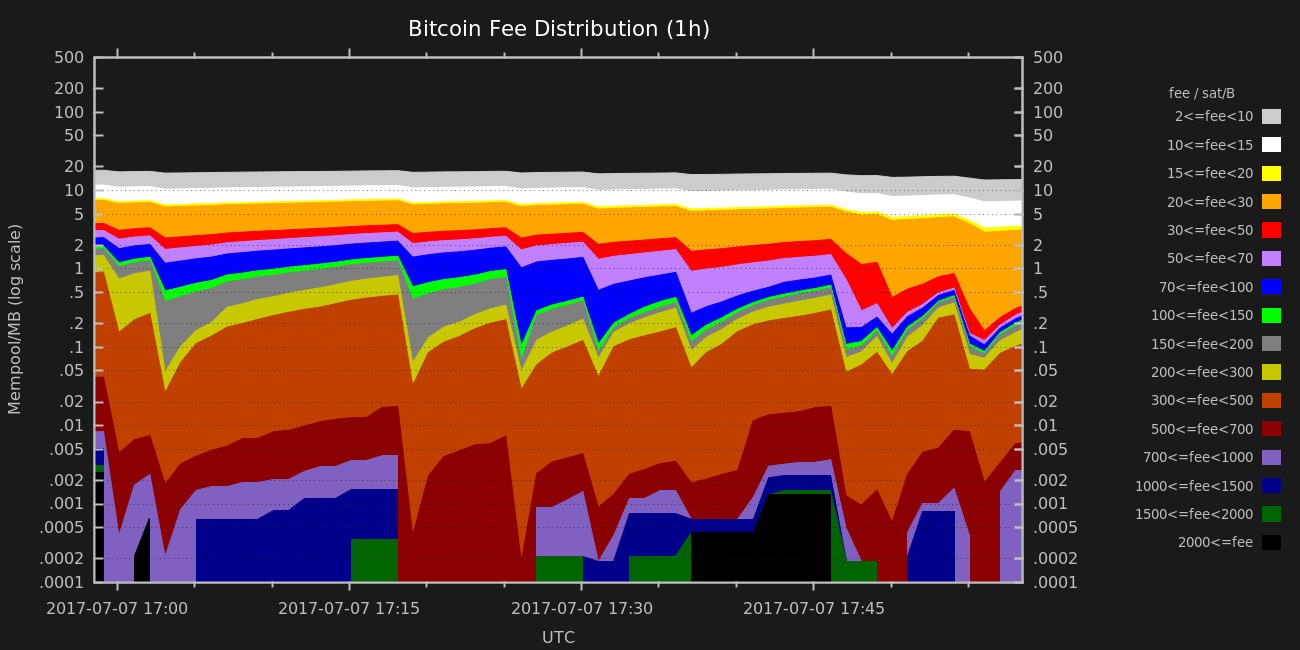 Bitcoin Fee Distribution (1h)
Mempool/MB (log scale)
500
200
100
50
20
10
5
2
1
.5
.2
.1
.05
.02
.01
.005
.002
.001
.0005
.0002
.0001
500
200
100
50
20
10
5
2
1
.5
.2
.1
.05
.02
.01
.005
.002
.001
.0005
.0002
.0001
2017-07-07 17:00
2017-07-07 17:15
2017-07-07 17:30
2017-07-07 17:45
UTC
fee / sat/B
2<=fee<10
10<=fee<15
15<=fee<20
20<=fee<30
30<=fee<50
50<=fee<70
70<=fee<100
100<=fee<150
150<=fee<200
200<=fee<300
300<=fee<500
500<=fee<700
700<=fee<1000
1000<=fee<1500
1500<=fee<2000
2000<=fee